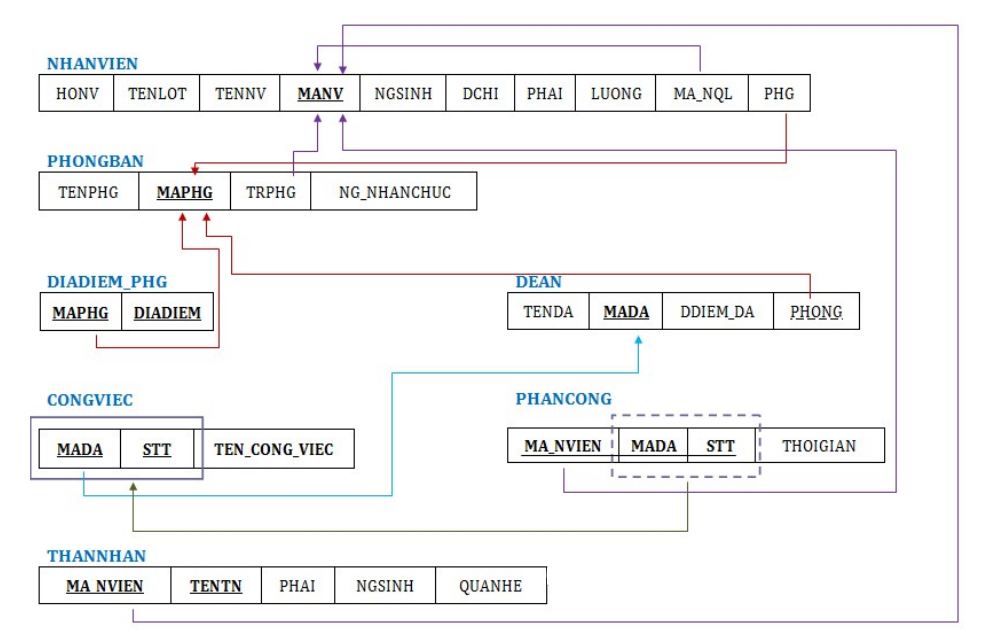 NHANVIEN
HONV TENLOT TENNV MANV NGSINH DCHI PHAI LUONG MA_NQL PHG
PHONGBAN
TENPHG MAPHG TRPHG NG_NHANCHUC
DIADIEM_PHG
MAPHG DIADIEM
DEAN
TENDA MADA DDIEM_DA PHONG
CONGVIEC
MADA STT TEN_CONG_VIEC
PHANCONG
MA_NVIEN MADA STT THOIGIAN
THANNHAN
MA_NVIEN TENTN PHAI NGSINH QUANHE